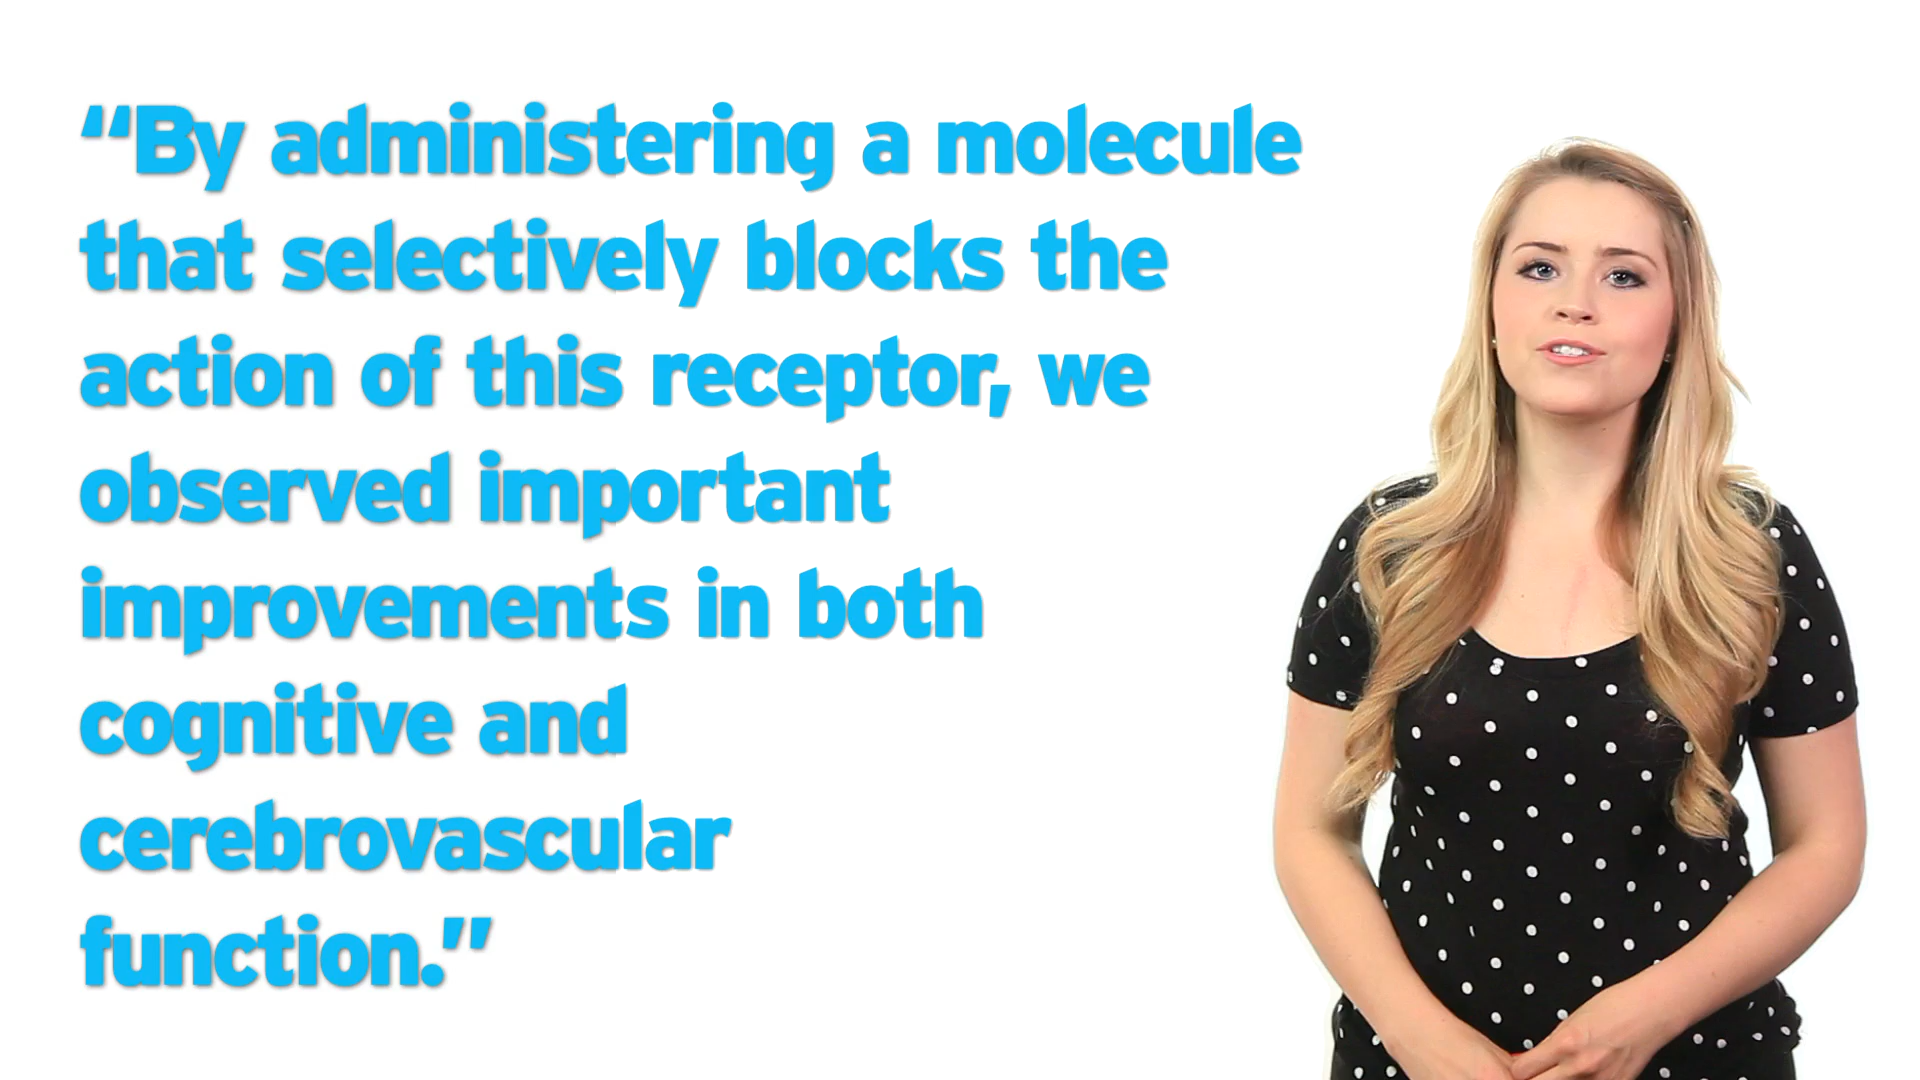 “By administering a molecule
that selectively blocks the
action of this receptor, we
observed important
improvements in both
cognitive and
cerebrovascular
function.”